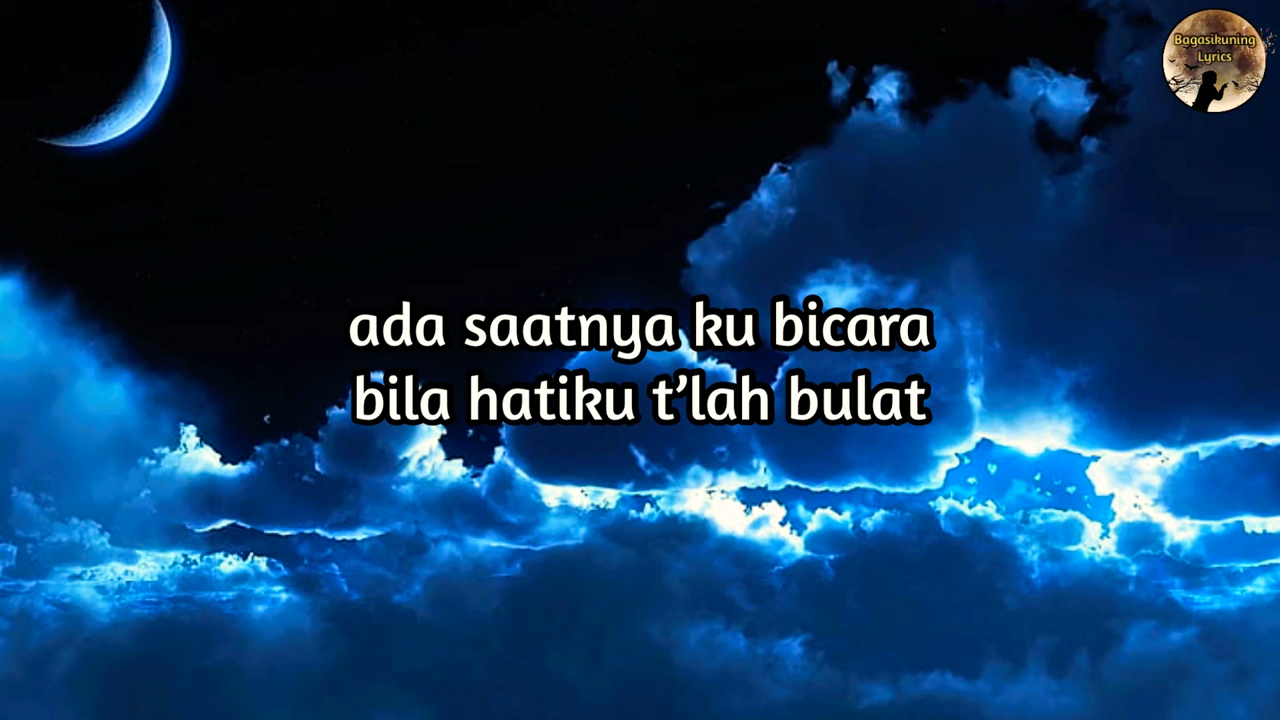 Bagasikuning
Lyrics
ada saatnya ku bicara
bila hatiku t’lah bulat